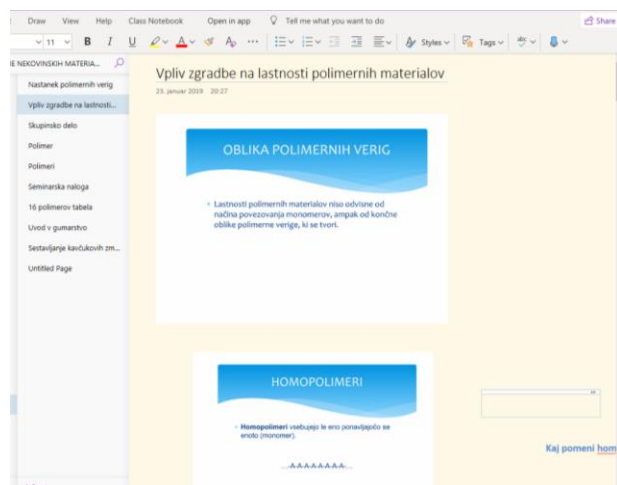 Draw View Help Class Notebook Open in app Tell me what you want to do Share
11 B I U A Styles Tags abc
NEKOVINSKIH MATERIA...
Nastanek polimernih verig
Vpliv zgradbe na lastnosti...
Skupinsko delo
Polimer
Polimeri
Seminarska naloga
16 polimerov tabela
Uvod v gumarstvo
Sestavljanje kavčukovih zm...
Untitled Page
Vpliv zgradbe na lastnosti polimernih materialov
23. januar 2019 20:27
OBLIKA POLIMERNIH VERIG
Lastnosti polimernih materialov niso odvisne od
načina povezovanja monomerov, ampak od končne
oblike polimerne verige, ki se tvori.
HOMOPOLIMERI
Homopolimeri vsebujejo le eno ponavljajočo se
enoto (monomer).
...-A-A-A-A-A-A-A-...
Kaj pomeni hom